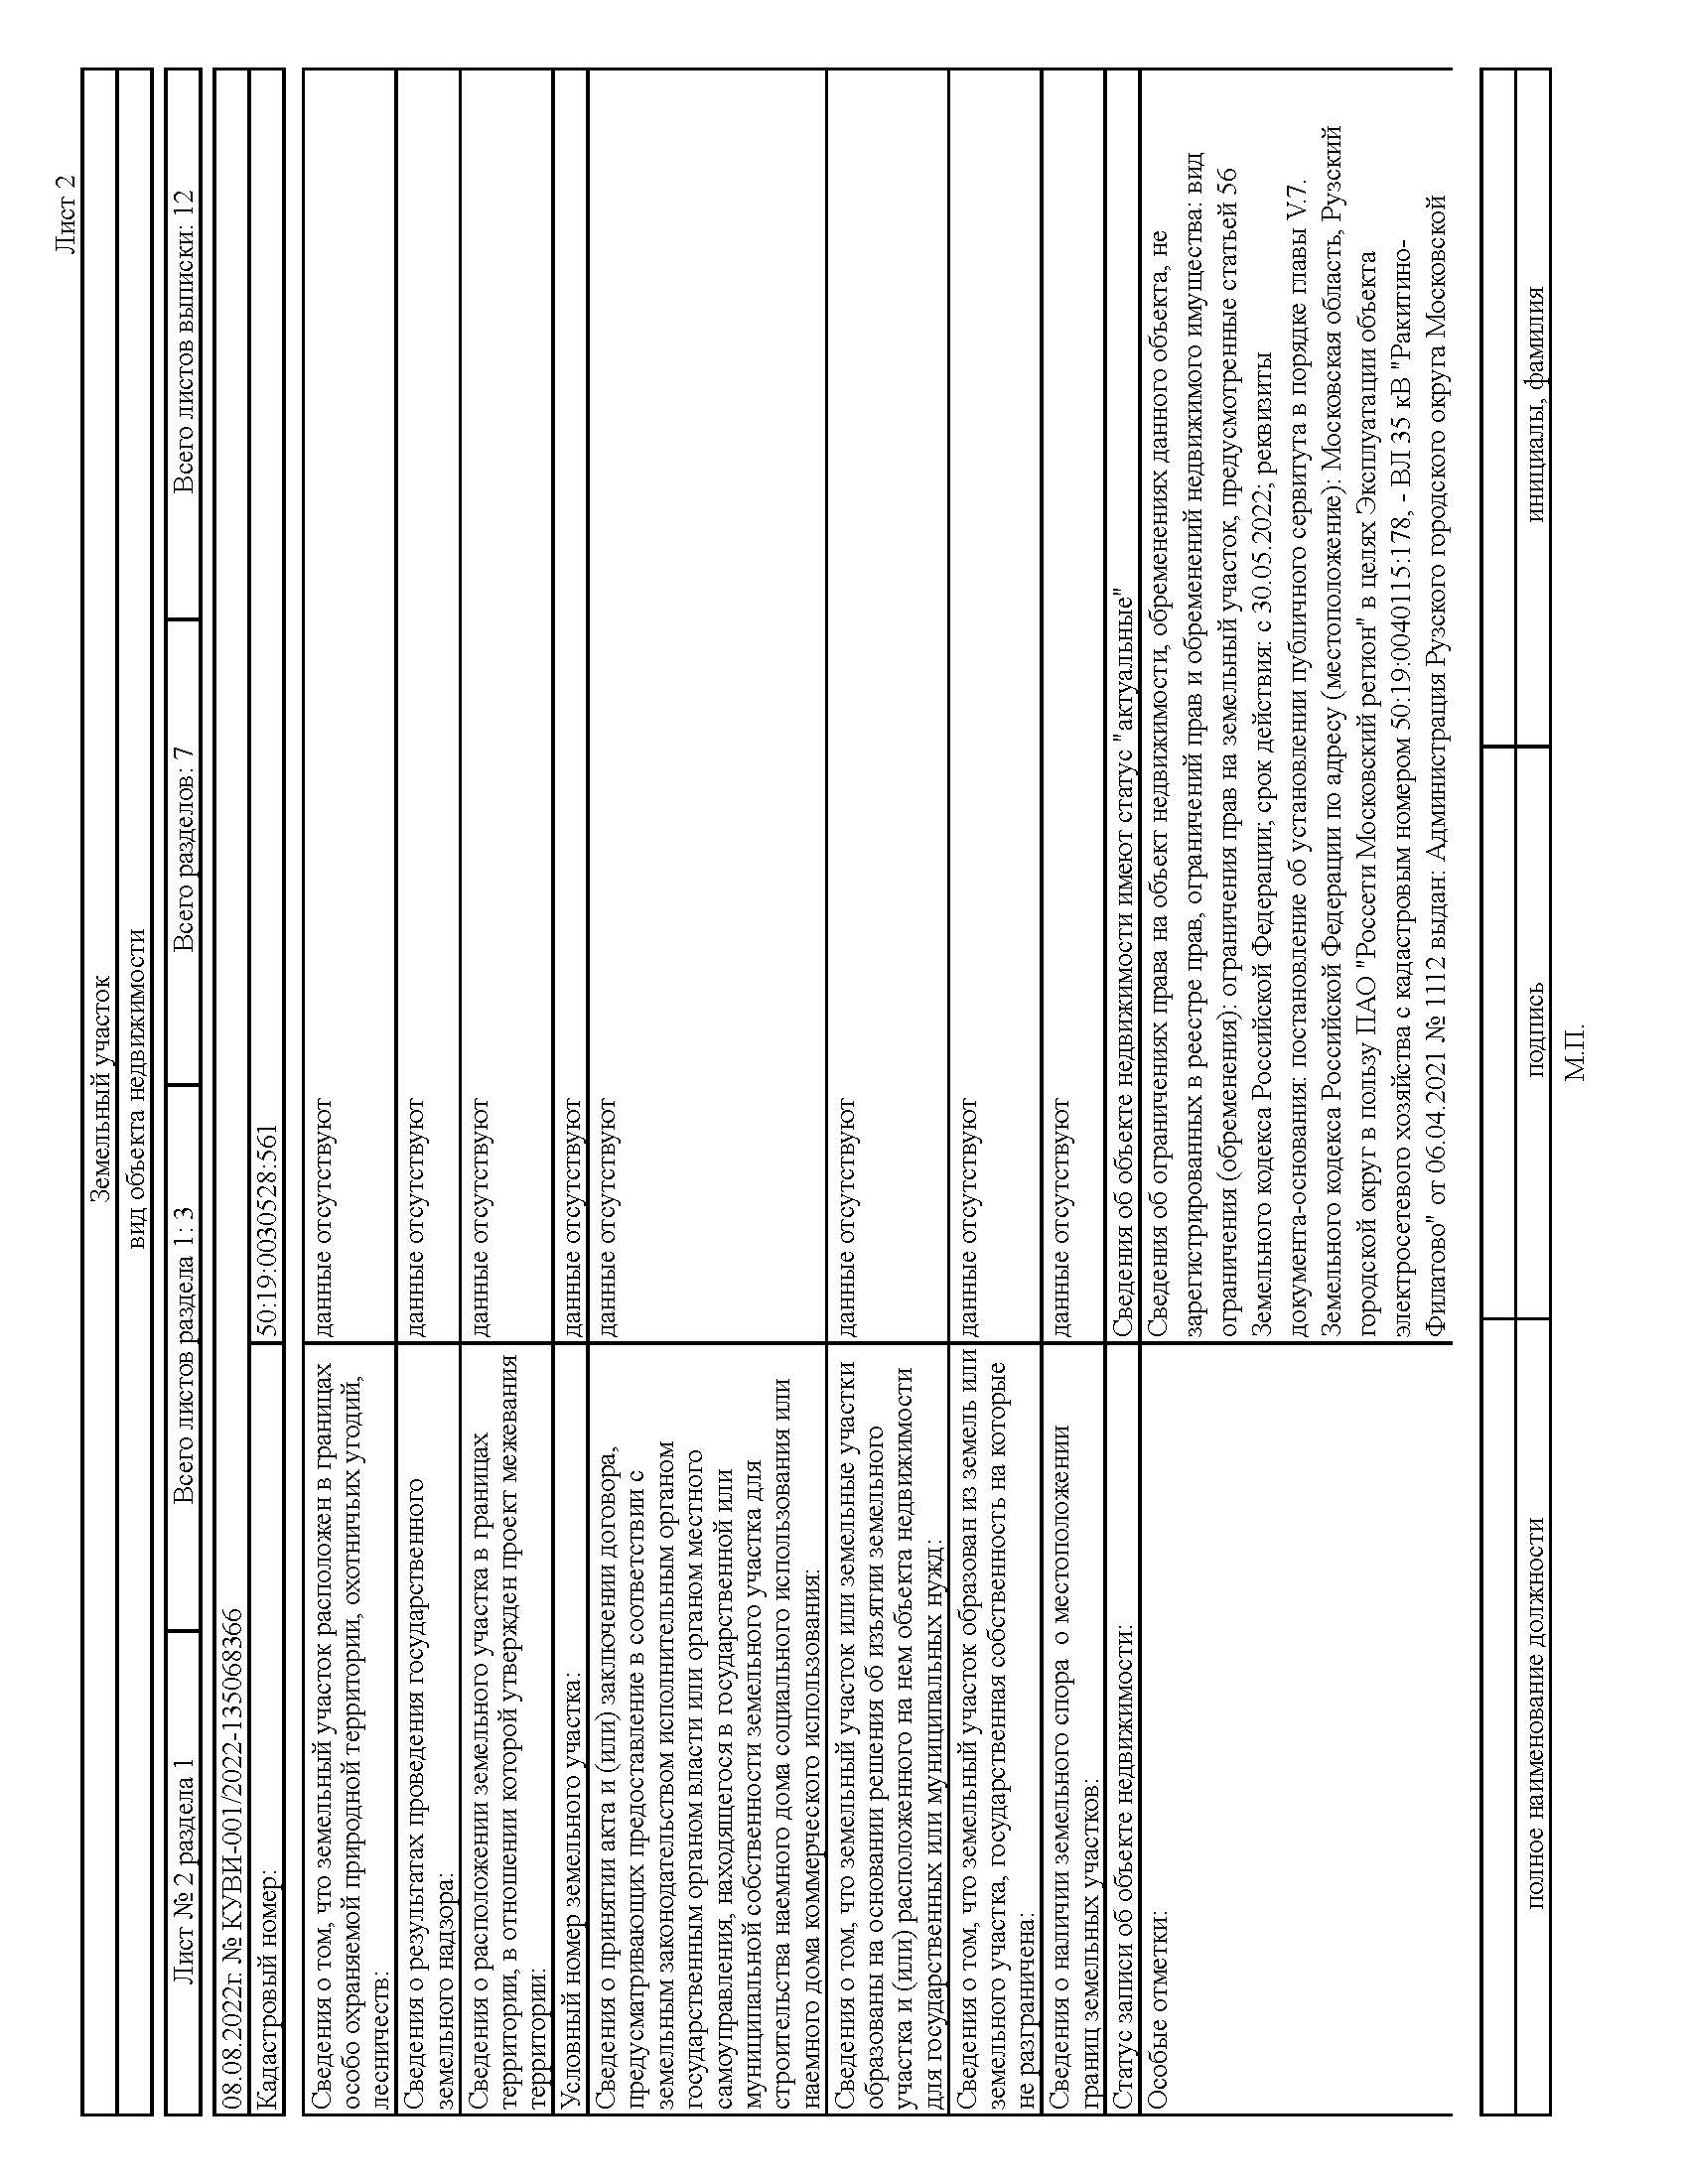 Лист 2
Земельный участок
вид объекта недвижимости
Лист № 2 раздела 1
Всего листов раздела 1: 3
Всего разделов: 7
Всего листов выписки: 12
08.08.2022г. № КУВИ-001/2022-135068366
Кадастровый номер:
50:19:0030528:561
Сведения о том, что земельный участок расположен в границах
особо охраняемой природной территории, охотничьих угодий,
лесничеств:
данные отсутствуют
Сведения о результатах проведения государственного
земельного надзора:
данные отсутствуют
Сведения о расположении земельного участка в границах
территории, в отношении которой утвержден проект межевания
территории:
данные отсутствуют
Условный номер земельного участка:
данные отсутствуют
Сведения о принятии акта и (или) заключении договора,
предусматривающих предоставление в соответствии с
земельным законодательством исполнительным органом
государственным органом власти или органом местного
самоуправления, находящегося в государственной или
муниципальной собственности земельного участка для
строительства наемного дома социального использования или
наемного дома коммерческого использования:
данные отсутствуют
Сведения о том, что земельный участок или земельные участки
образованы на основании решения об изъятии земельного
участка и (или) расположенного на нем объекта недвижимости
для государственных или муниципальных нужд:
данные отсутствуют
Сведения о том, что земельный участок образован из земель или
земельного участка, государственная собственность на которые
не разграничена:
данные отсутствуют
Сведения о наличии земельного спора о местоположении
границ земельных участков:
данные отсутствуют
Статус записи об объекте недвижимости:
Сведения об объекте недвижимости имеют статус "актуальные"
Особые отметки:
Сведения об ограничениях права на объект недвижимости, обременениях данного объекта, не
зарегистрированных в реестре прав, ограничений прав и обременений недвижимого имущества: вид
ограничения (обременения): ограничения прав на земельный участок, предусмотренные статьей 56
Земельного кодекса Российской Федерации; срок действия: с 30.05.2022; реквизиты
документа-основания: постановление об установлении публичного сервитута в порядке главы V.7.
Земельного кодекса Российской Федерации по адресу (местоположение): Московская область, Рузский
городской округ в пользу ПАО "Россети Московский регион" в целях Эксплуатации объекта
электросетевого хозяйства с кадастровым номером 50:19:0040115:178, - ВЛ 35 кВ "Ракитино-
Филатово" от 06.04.2021 № 1112 выдан: Администрация Рузского городского округа Московской
полное наименование должности
подпись
инициалы, фамилия
М.П.